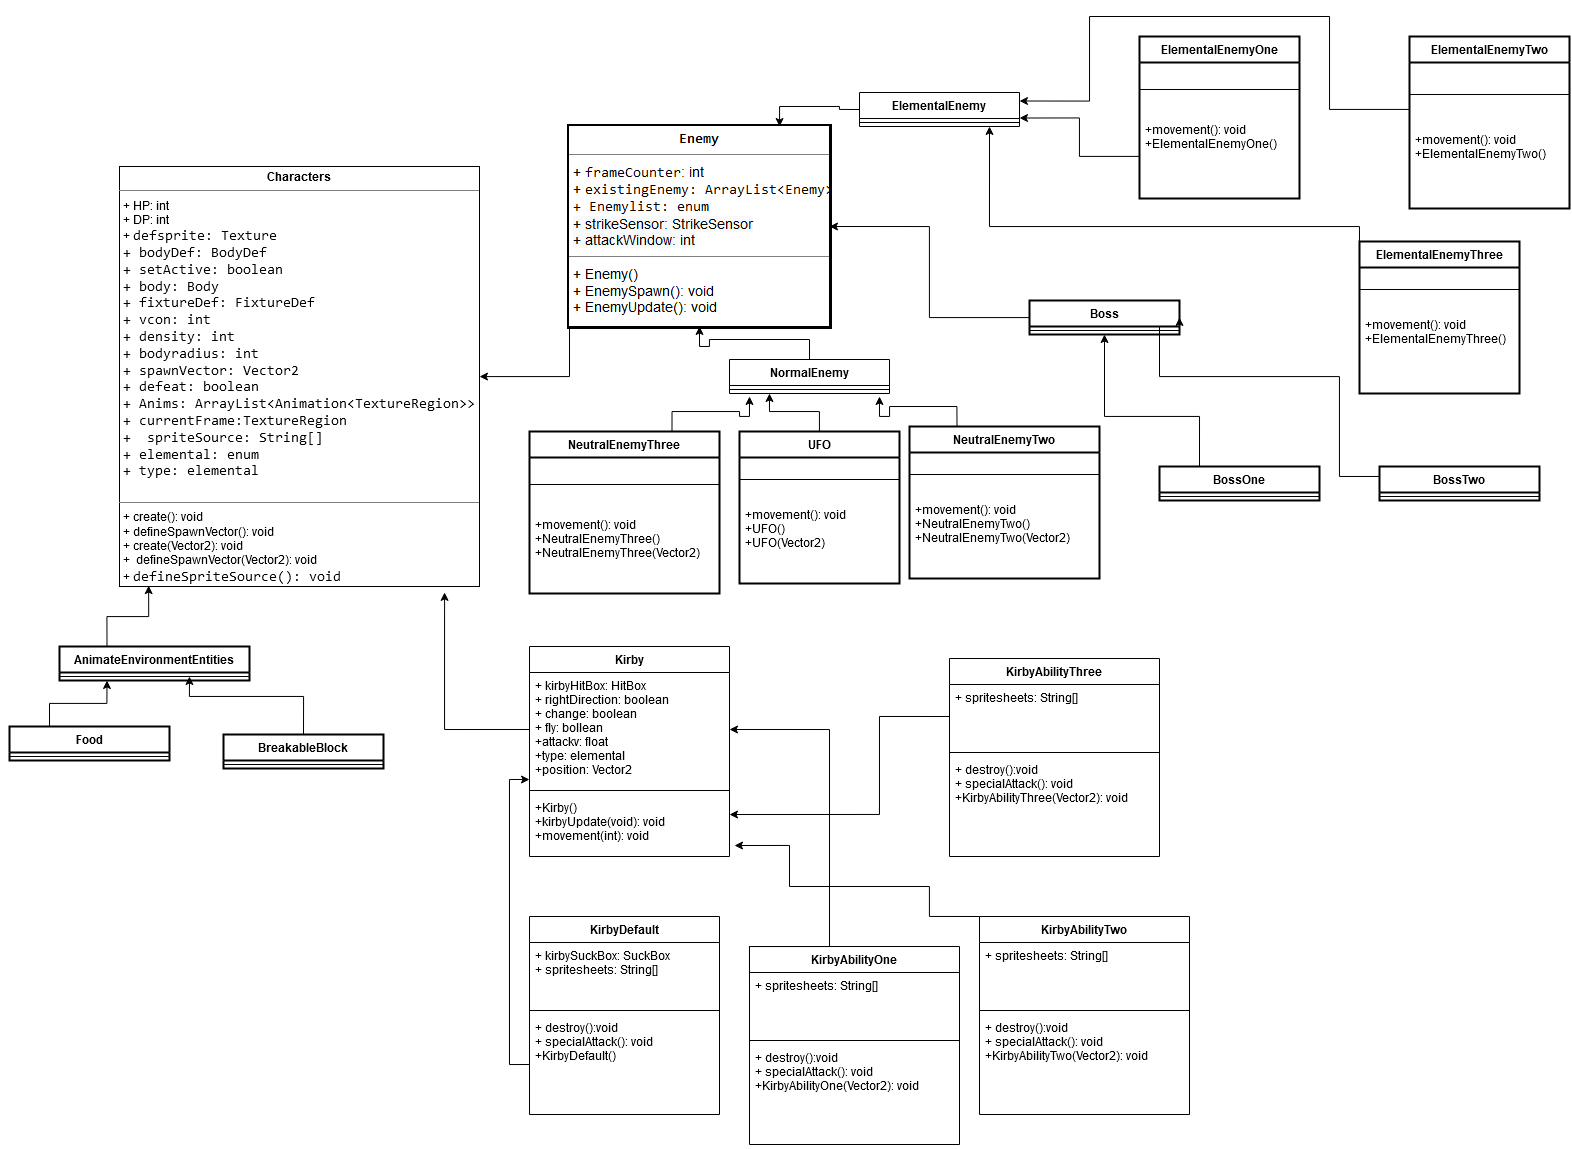 Characters
+ HP: int
+ DP: int
+ defsprite: Texture
+ bodyDef: BodyDef
+ setActive: boolean
+ body: Body
+ fixtureDef: FixtureDef
+ vcon: int
+ density: int
+ bodyradius: int
+ spawnVector: Vector2
+ defeat: boolean
+ Anims: ArrayList<Animation<TextureRegion>>
+ currentFrame:TextureRegion
+ spriteSource: String[]
+ elemental: enum
+ type: elemental
+ create(): void
+ defineSpawnVector(): void
+ create(Vector2): void
+ defineSpawnVector(Vector2): void
+ defineSpriteSource(): void
Enemy
+ frameCounter: int
+ existingEnemy: ArrayList<Enemy>
+ Enemylist: enum
+ strikeSensor: StrikeSensor
+ attackWindow: int
+ Enemy()
+ EnemySpawn(): void
+ EnemyUpdate(): void
ElementalEnemy
ElementalEnemyOne
+movement(): void
+ElementalEnemyOne()
ElementalEnemyTwo
+movement(): void
+ElementalEnemyTwo()
ElementalEnemyThree
+movement(): void
+ElementalEnemyThree()
Boss
BossOne
BossTwo
NormalEnemy
NeutralEnemyThree
+movement(): void
+NeutralEnemyThree()
+NeutralEnemyThree(Vector2)
UFO
+movement(): void
+UFO()
+UFO(Vector2)
NeutralEnemyTwo
+movement(): void
+NeutralEnemyTwo()
+NeutralEnemyTwo(Vector2)
AnimateEnvironmentEntities
Food
BreakableBlock
Kirby
+ kirbyHitBox: HitBox
+ rightDirection: boolean
+ change: boolean
+ fly: bollean
+attackv: float
+type: elemental
+position: Vector2
+Kirby()
+kirbyUpdate(void): void
+movement(int): void
KirbyAbilityThree
+ spritesheets: String[]
+ destroy():void
+ specialAttack(): void
+KirbyAbilityThree(Vector2): void
KirbyDefault
+ kirbySuckBox: SuckBox
+ spritesheets: String[]
+ destroy():void
+ specialAttack(): void
+KirbyDefault()
KirbyAbilityOne
+ spritesheets: String[]
+ destroy():void
+ specialAttack(): void
+KirbyAbilityOne(Vector2): void
KirbyAbilityTwo
+ spritesheets: String[]
+ destroy():void
+ specialAttack(): void
+KirbyAbilityTwo(Vector2): void